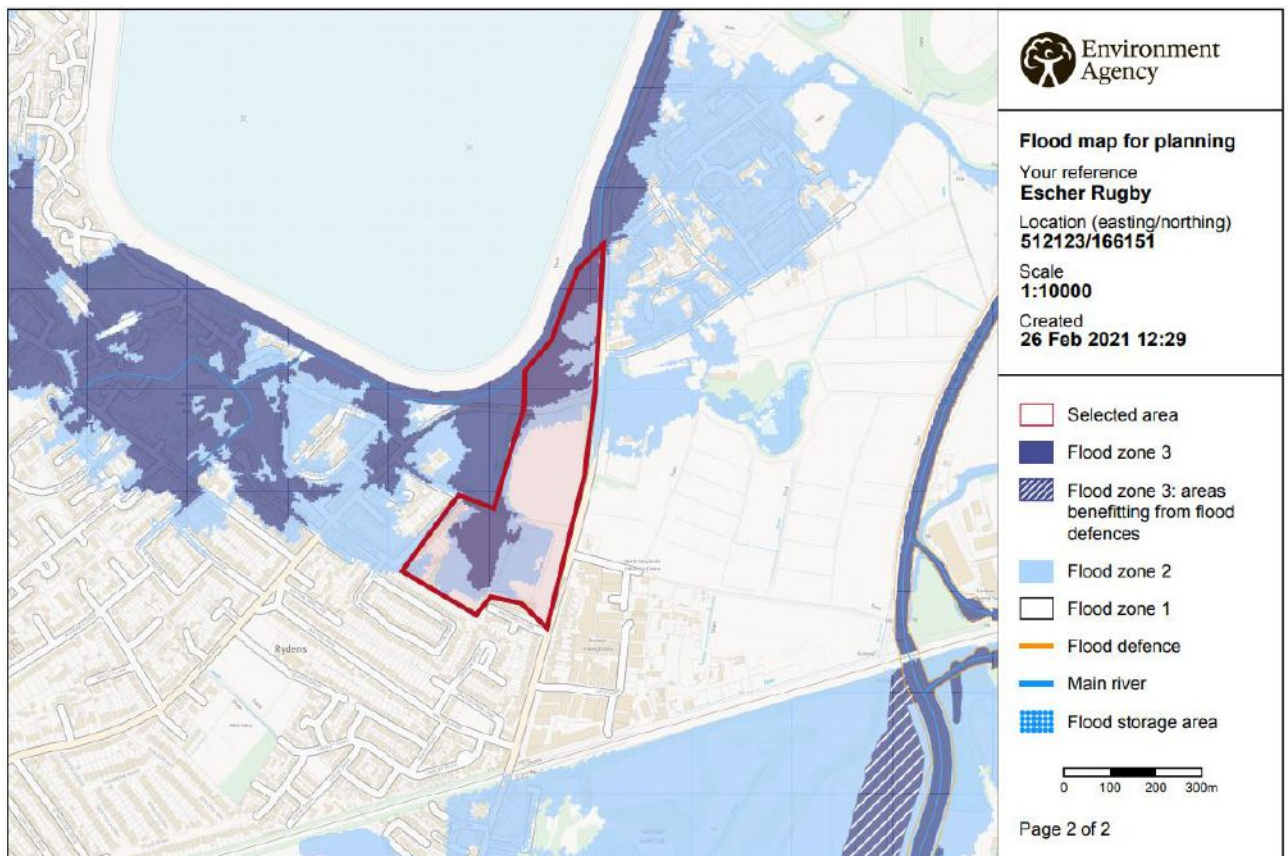 Environment
Agency
Flood map for planning
Your reference
Escher Rugby
Location (easting/northing)
512123/166151
Scale
1:10000
Created
26 Feb 2021 12:29
Selected area
Flood zone 3
Flood zone 3: areas
benefitting from flood
defences
Flood zone 2
Flood zone 1
Flood defence
Main river
Flood storage area
0 100 200 300m
Page 2 of 2
Rydens